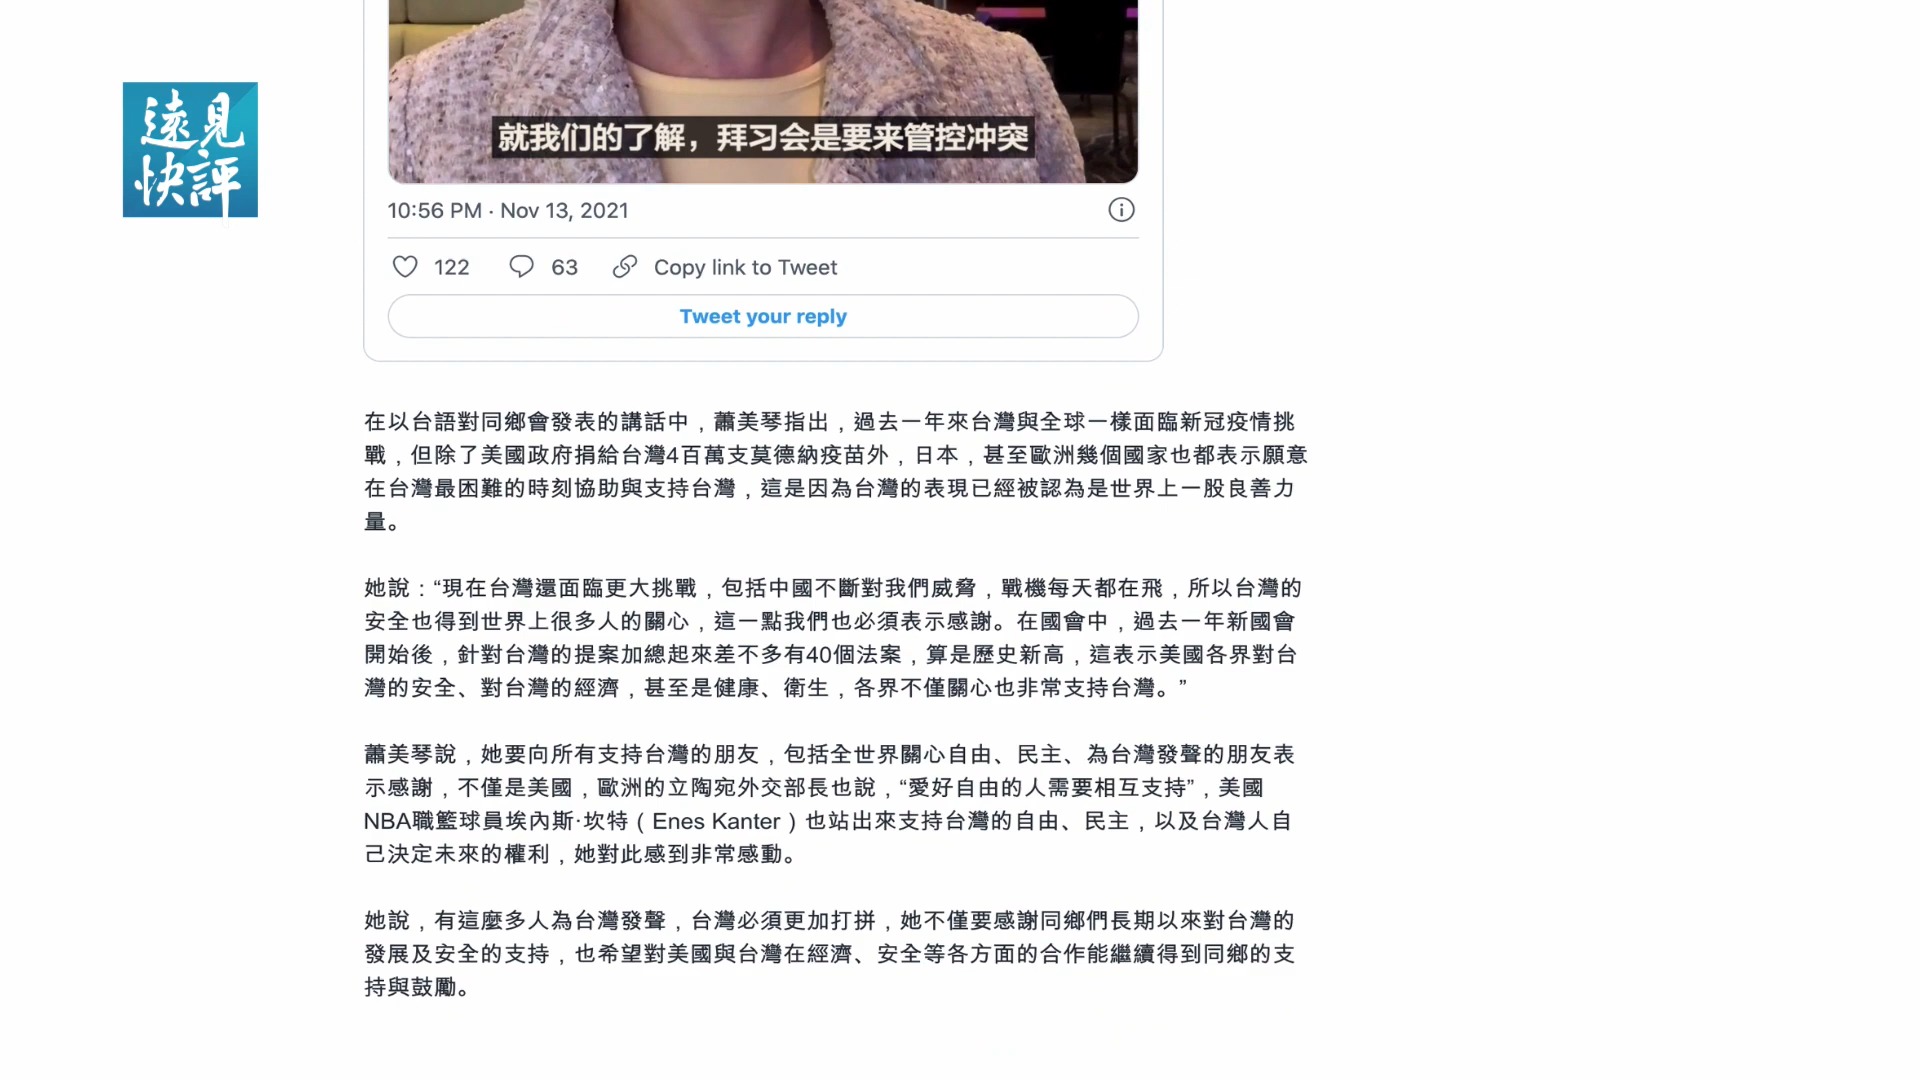 遠見
快評
就我们的了解，拜习会是要来管控冲突
10:56 PM · Nov 13, 2021
122 63 Copy link to Tweet
Tweet your reply
在以台語對同鄉會發表的講話中，蕭美琴指出，過去一年來台灣與全球一樣面臨新冠疫情挑
戰，但除了美國政府捐給台灣4百萬支莫德納疫苗外，日本，甚至歐洲幾個國家也都表示願意
在台灣最困難的時刻協助與支持台灣，這是因為台灣的表現已經被認為是世界上一股良善力
量。
她說：“現在台灣還面臨更大挑戰，包括中國不斷對我們威脅，戰機每天都在飛，所以台灣的
安全也得到世界上很多人的關心，這一點我們也必須表示感謝。在國會中，過去一年新國會
開始後，針對台灣的提案加總起來差不多有40個法案，算是歷史新高，這表示美國各界對台
灣的安全、對台灣的經濟，甚至是健康、衛生，各界不僅關心也非常支持台灣。”
蕭美琴說，她要向所有支持台灣的朋友，包括全世界關心自由、民主、為台灣發聲的朋友表
示感謝，不僅是美國，歐洲的立陶宛外交部長也說，“愛好自由的人需要相互支持”，美國
NBA職籃球員埃內斯·坎特（Enes Kanter）也站出來支持台灣的自由、民主，以及台灣人自
己決定未來的權利，她對此感到非常感動。
她說，有這麼多人為台灣發聲，台灣必須更加打拼，她不僅要感謝同鄉們長期以來對台灣的
發展及安全的支持，也希望對美國與台灣在經濟、安全等各方面的合作能繼續得到同鄉的支
持與鼓勵。